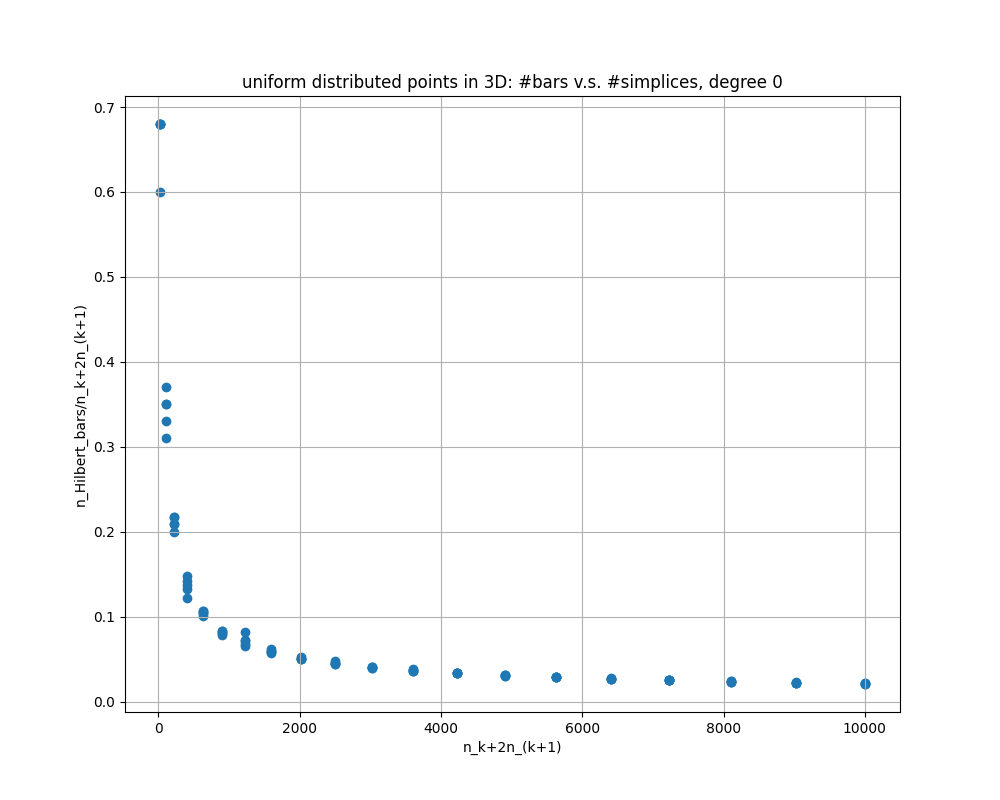 uniform distributed points in 3D: #bars v.s. #simplices, degree 0
n_Hilbert_bars/n_k+2n_(k+1)
0.7
0.6
0.5
0.4
0.3
0.2
0.1
0.0
0 2000 4000 6000 8000 10000
n_k+2n_(k+1)